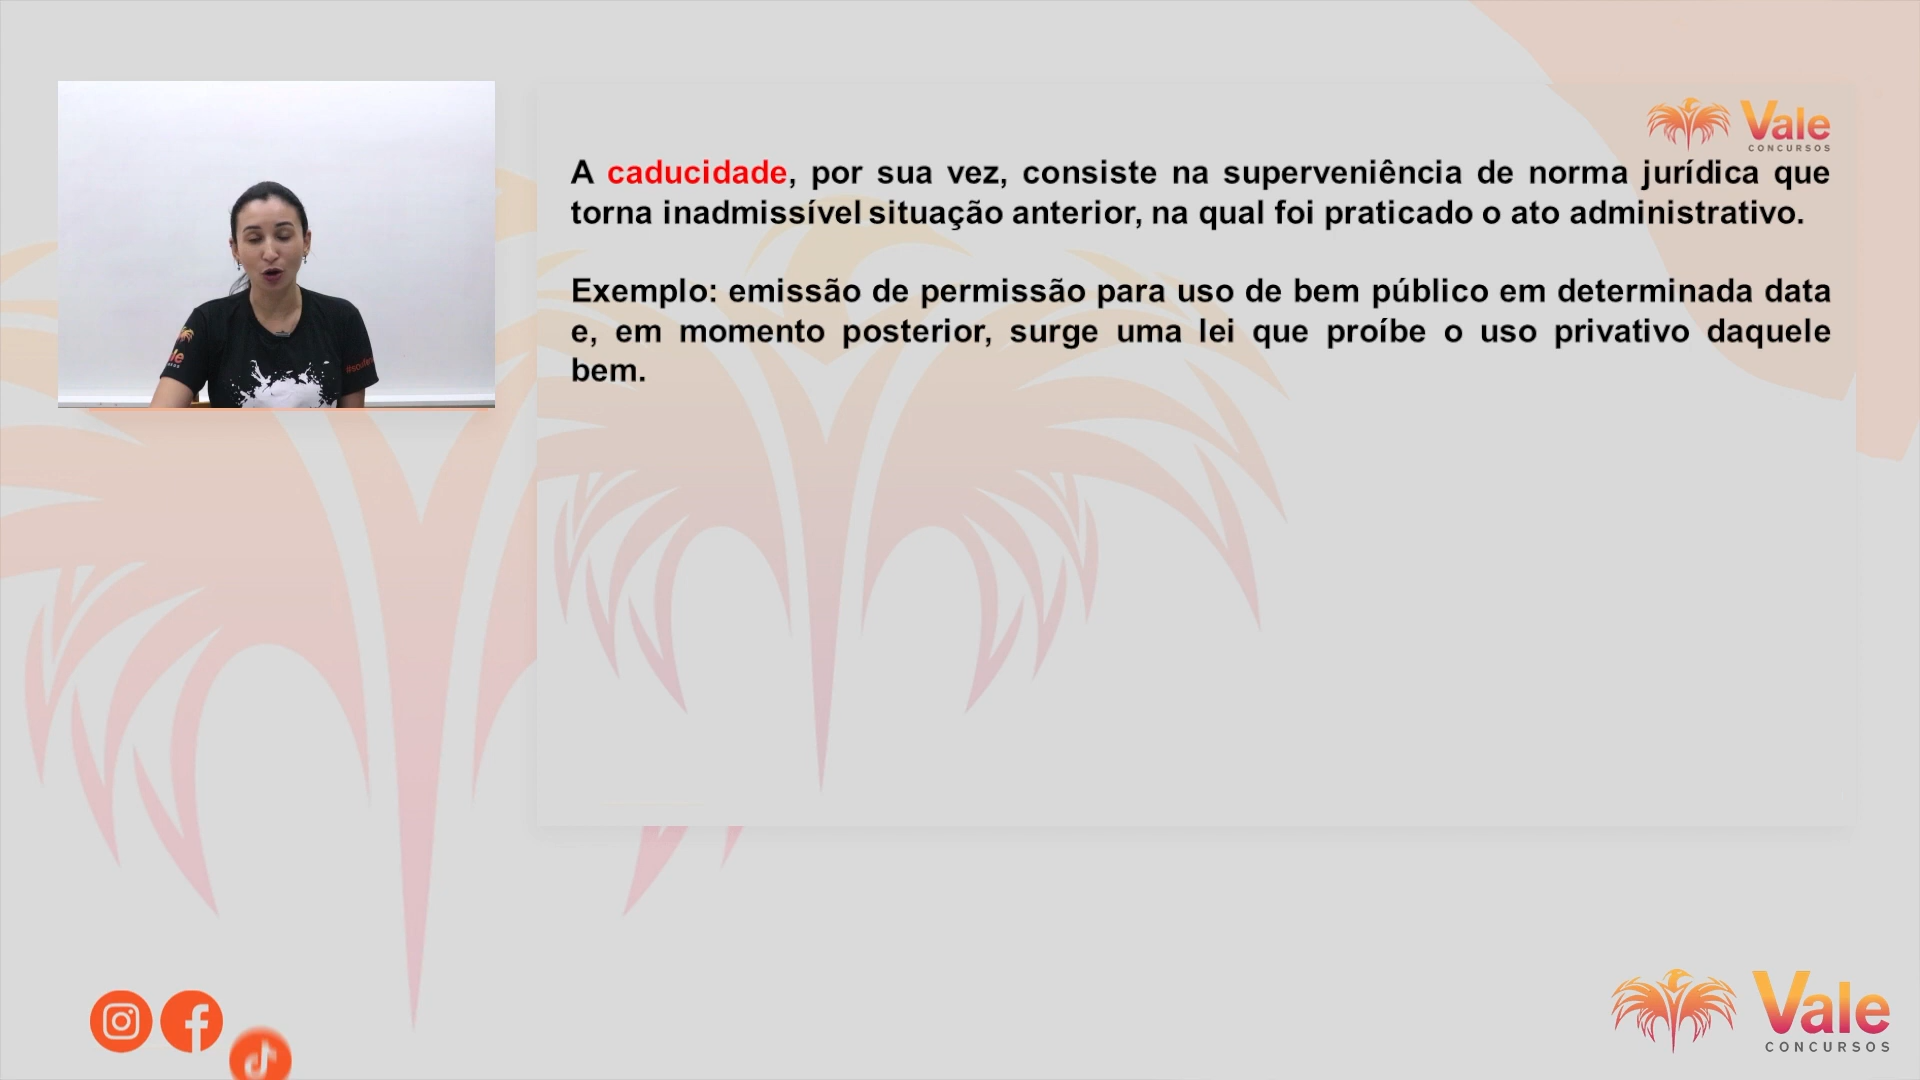 Vale
CONCURSOS
A caducidade, por sua vez, consiste na superveniência de norma jurídica que
torna inadmissível situação anterior, na qual foi praticado o ato administrativo.
Exemplo: emissão de permissão para uso de bem público em determinada data
e, em momento posterior, surge uma lei que proíbe o uso privativo daquele
bem.
Vale
CONCURSOS